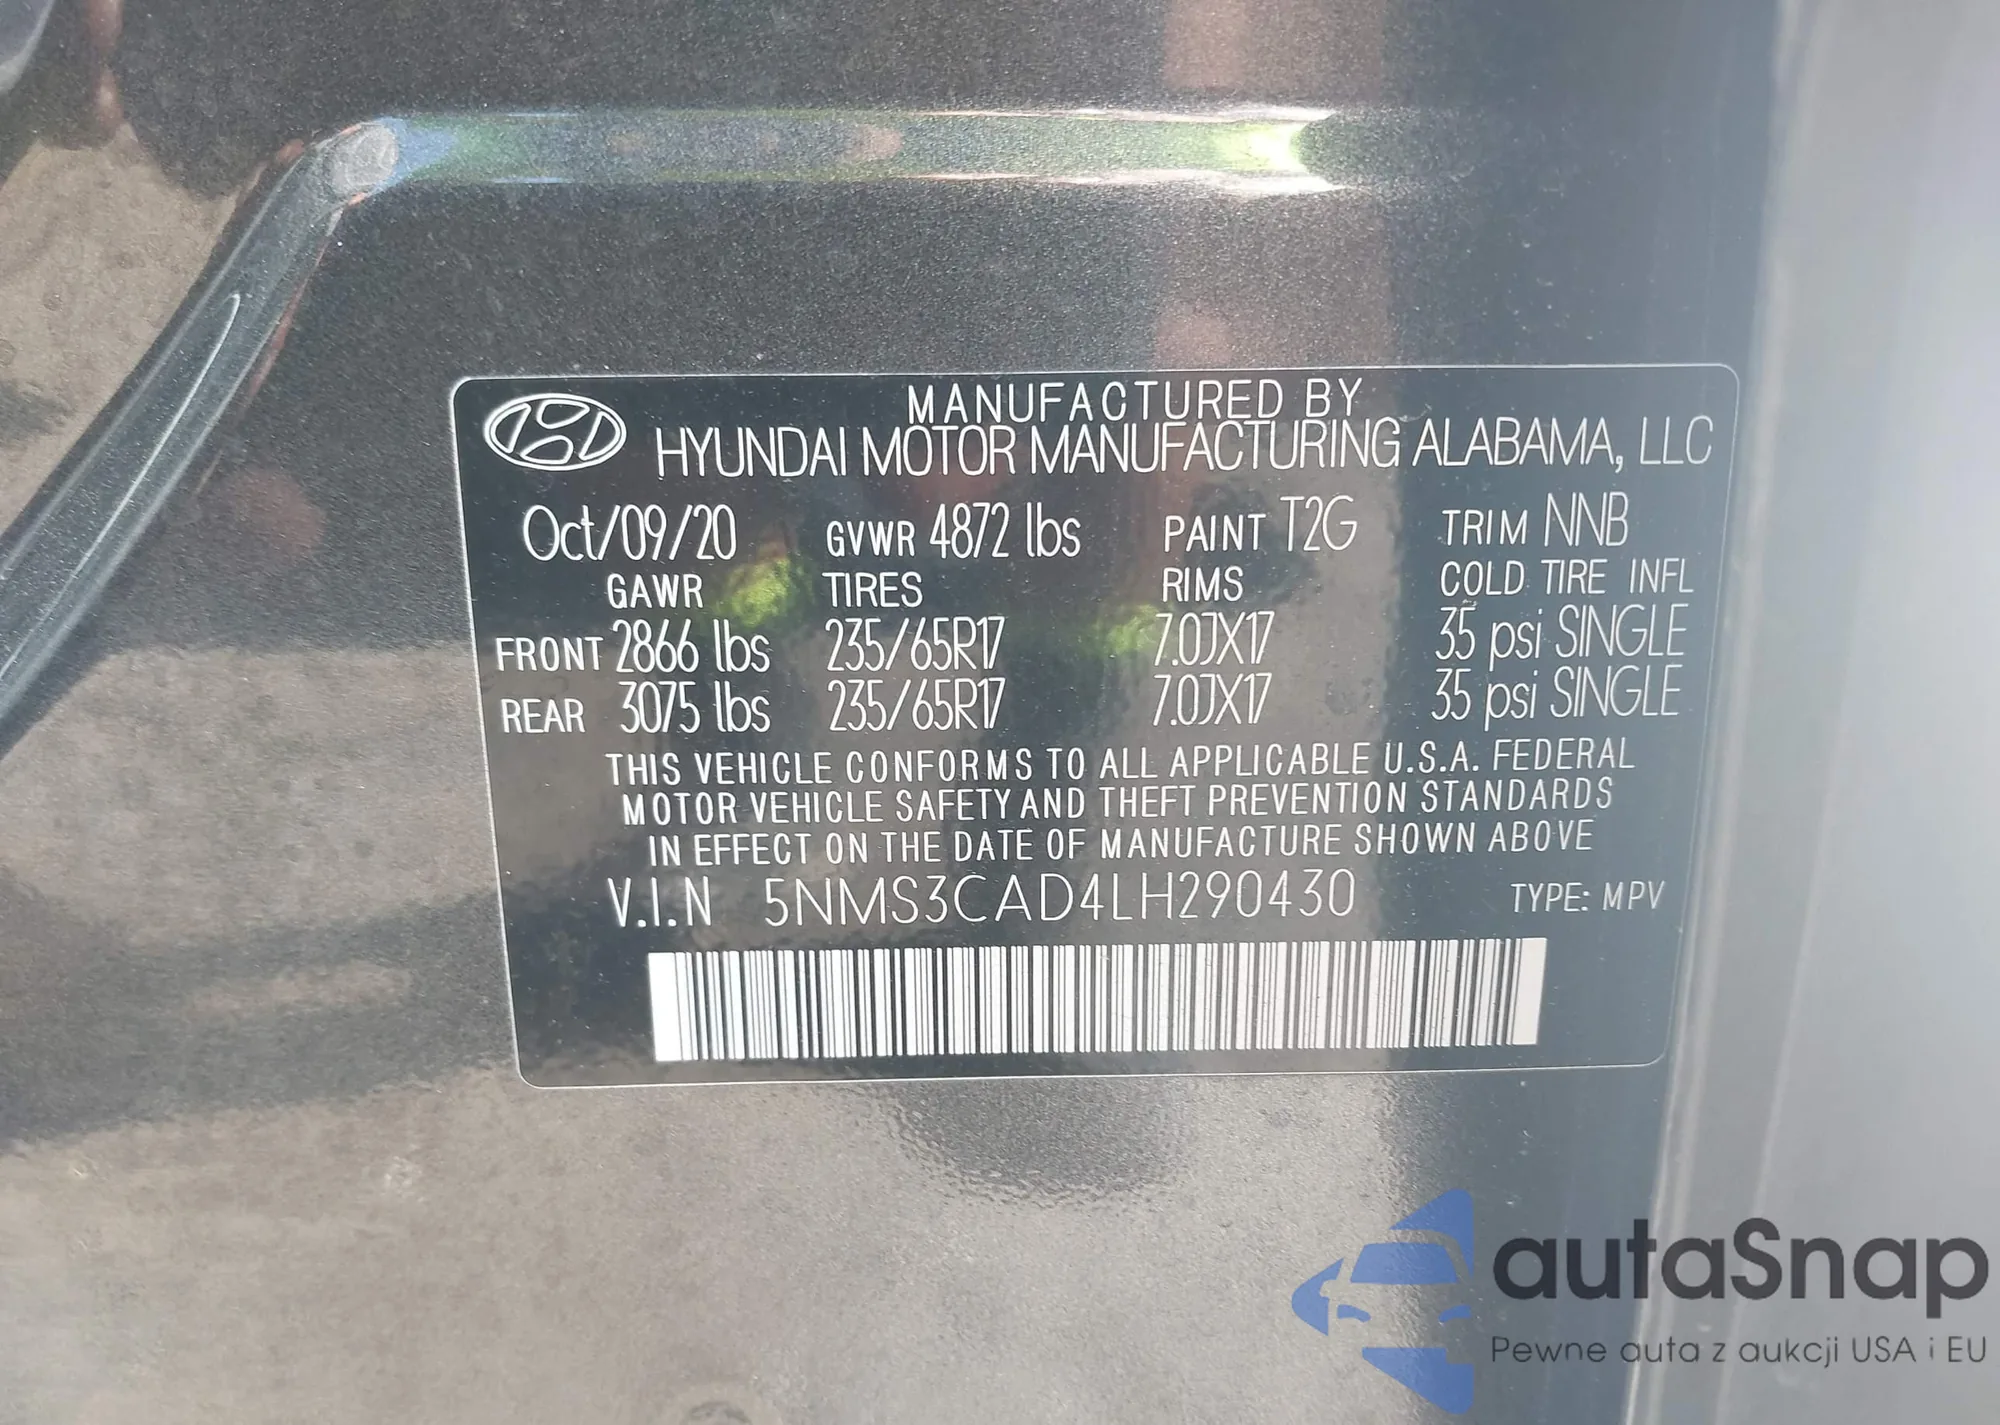 MANUFACTURED BY
HYUNDAI MOTOR MANUFACTURING ALABAMA, LLC
Oct/09/20 GVWR 4872 lbs PAINT T2G TRIM NNB
GAWR TIRES RIMS COLD TIRE INFL
FRONT 2866 lbs 235/65R17 7.0JX17 35 psi SINGLE
REAR 3075 lbs 235/65R17 7.0JX17 35 psi SINGLE
THIS VEHICLE CONFORMS TO ALL APPLICABLE U.S.A. FEDERAL
MOTOR VEHICLE SAFETY AND THEFT PREVENTION STANDARDS
IN EFFECT ON THE DATE OF MANUFACTURE SHOWN ABOVE
V.I.N 5NMS3CAD4LH290430 TYPE: MPV
autaSnap
Pewne auta z aukcji USA i EU